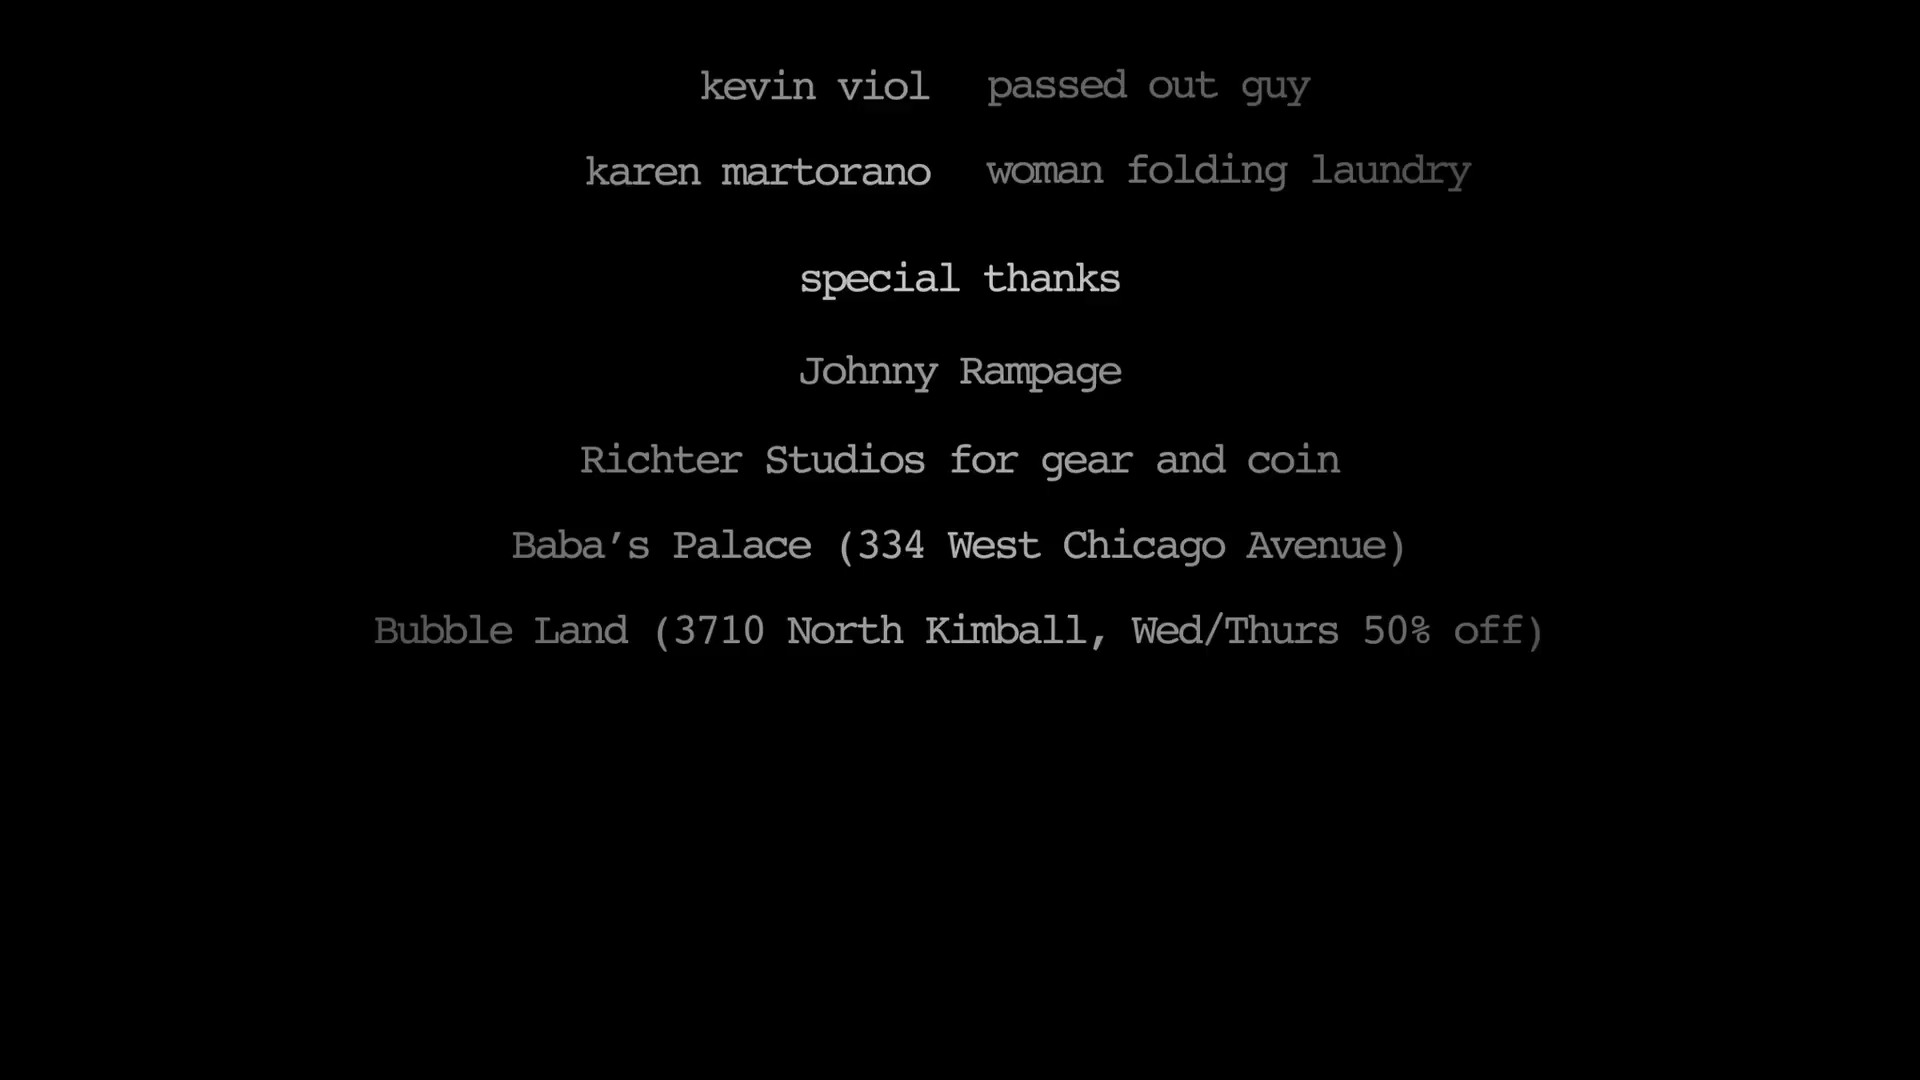 kevin viol passed out guy
karen martorano woman folding laundry
special thanks
Johnny Rampage
Richter Studios for gear and coin
Baba’s Palace (334 West Chicago Avenue)
Bubble Land (3710 North Kimball, Wed/Thurs 50% off)